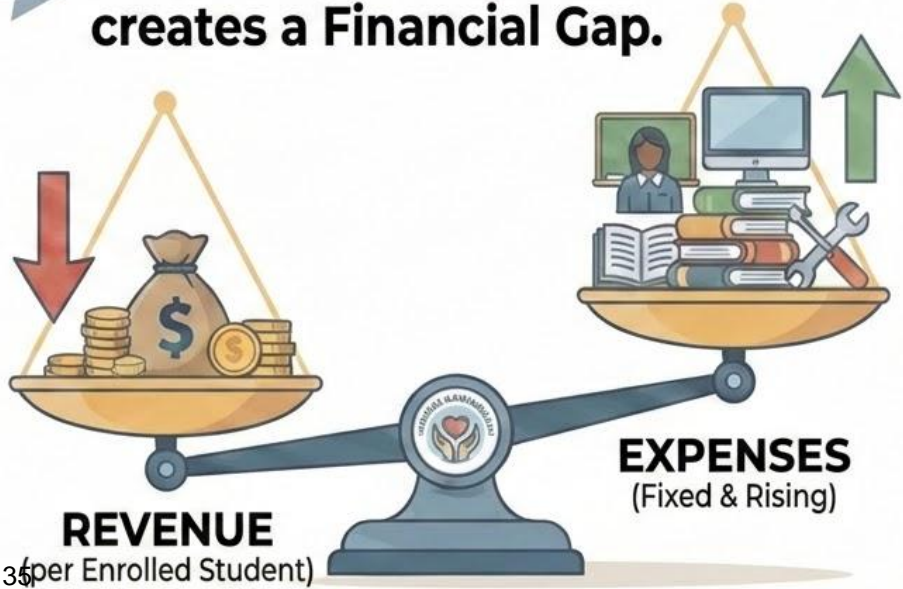 creates a Financial Gap.
$
$
EXPENSES
(Fixed & Rising)
REVENUE
(per Enrolled Student)
35